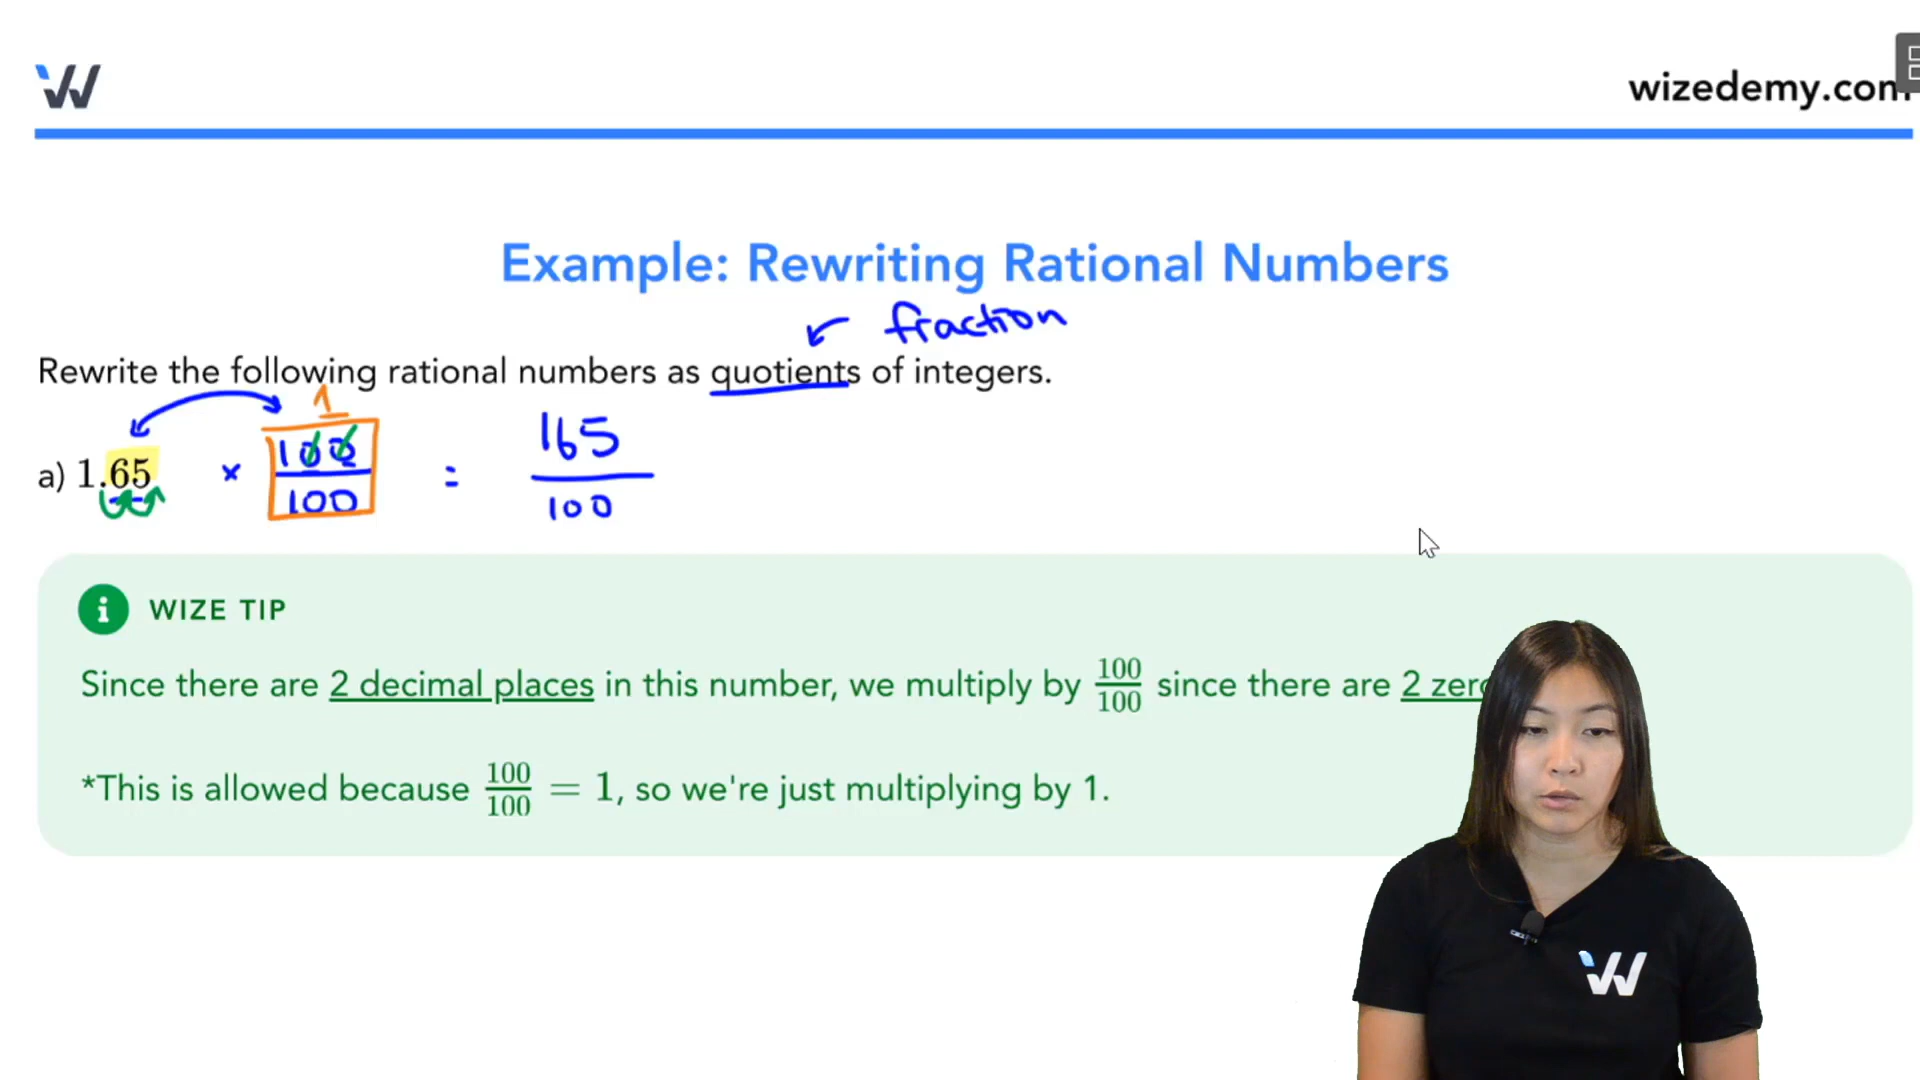 W
wizedemy.com
Example: Rewriting Rational Numbers
fraction
Rewrite the following rational numbers as quotients of integers.
1
a) 1.65 × 100/100 = 165/100
WIZE TIP
Since there are 2 decimal places in this number, we multiply by 100/100 since there are 2
*This is allowed because 100/100 = 1, so we're just multiplying by 1.
W